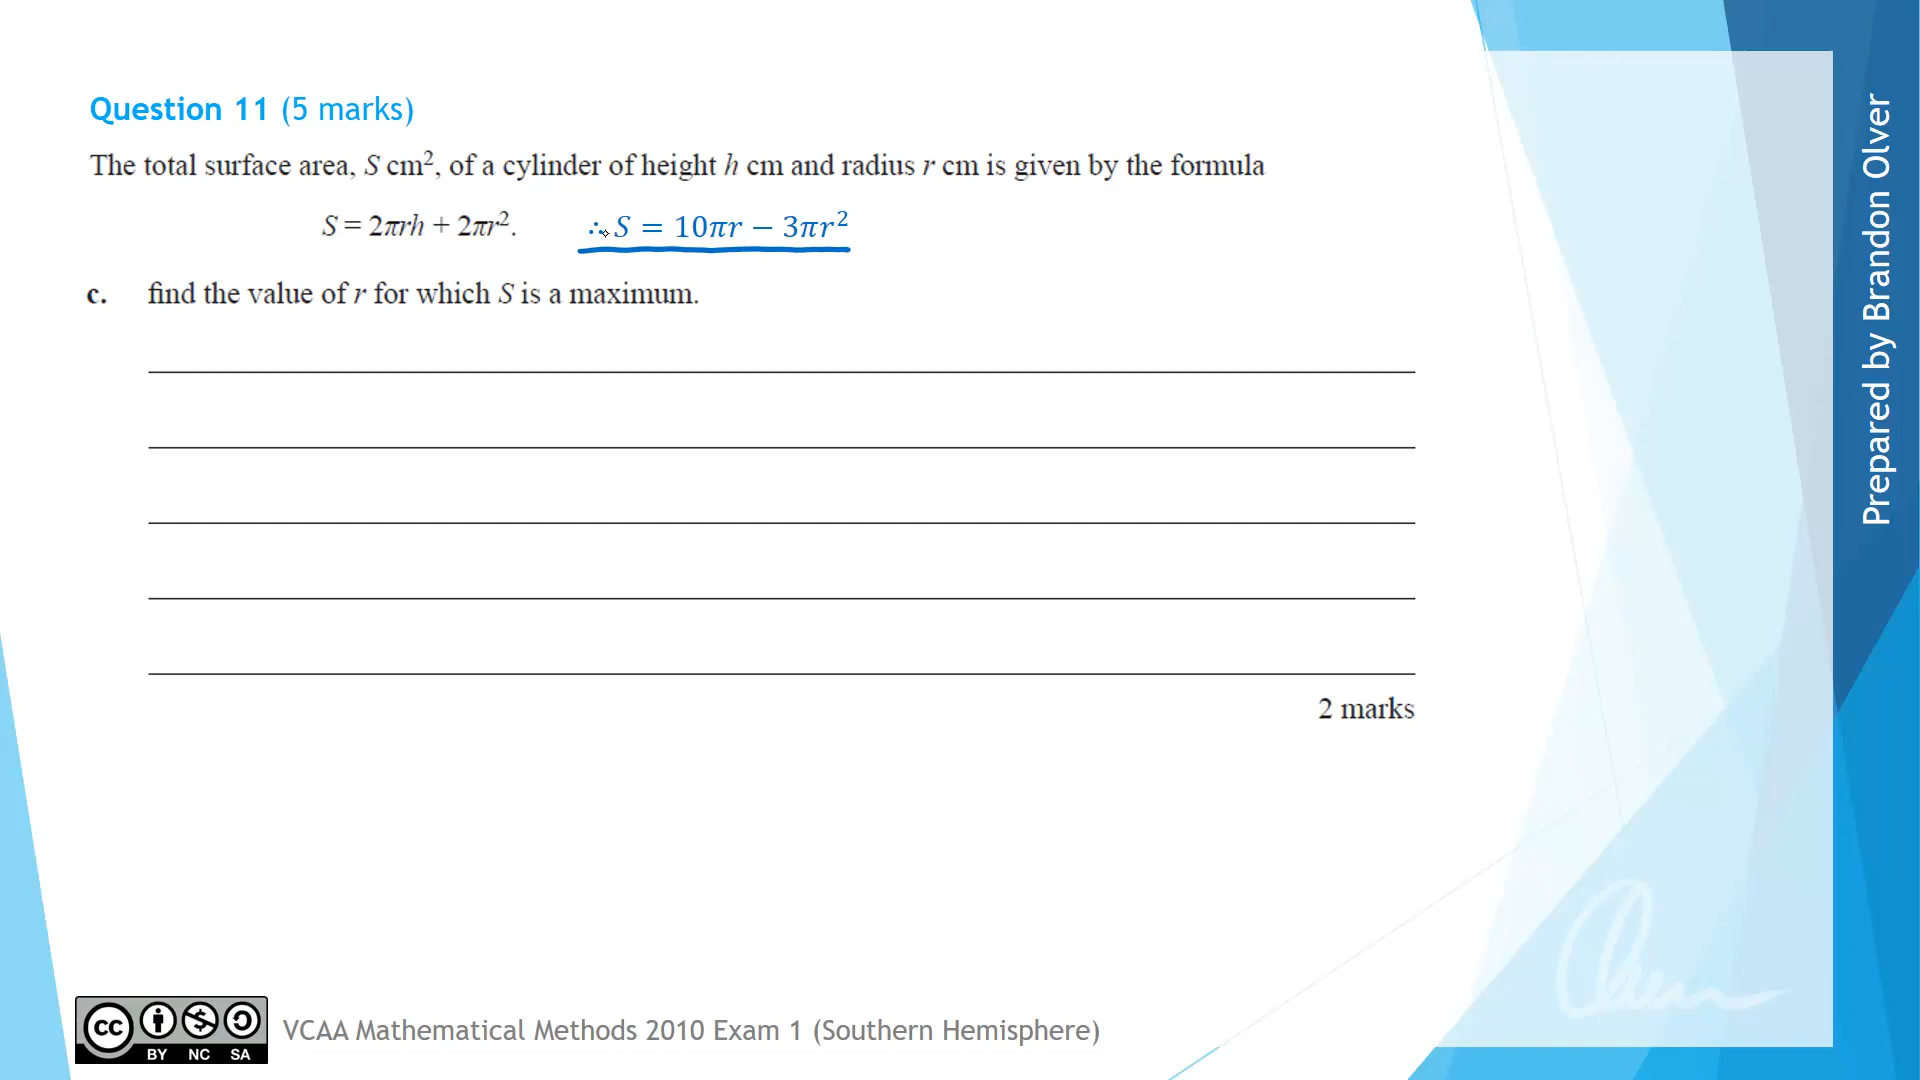 Question 11 (5 marks)
The total surface area, S cm², of a cylinder of height h cm and radius r cm is given by the formula
S = 2πrh + 2πr². ∴ S = 10πr − 3πr²
c. find the value of r for which S is a maximum.
2 marks
Prepared by Brandon Olver
cc BY NC SA
VCAA Mathematical Methods 2010 Exam 1 (Southern Hemisphere)